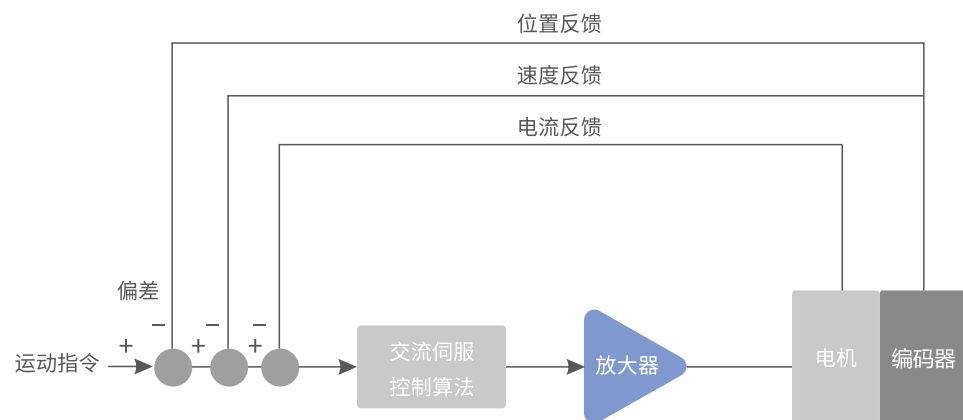 位置反馈
速度反馈
电流反馈
偏差
− − −
+ + +
运动指令
交流伺服
控制算法
放大器
电机
编码器